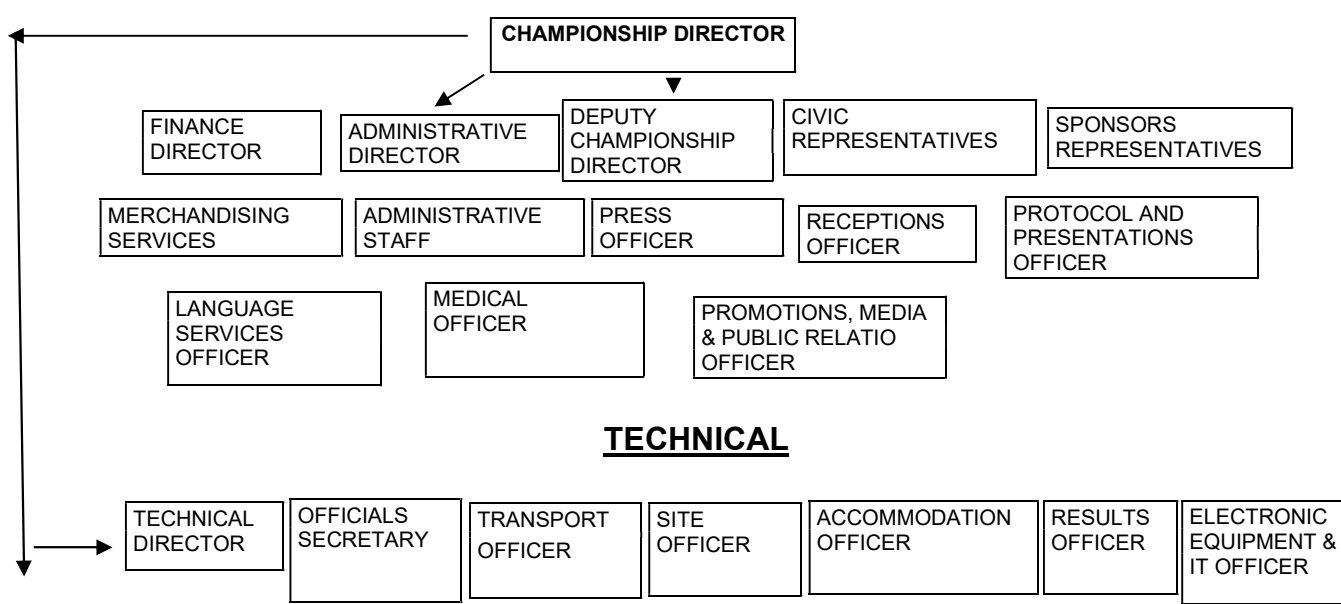 CHAMPIONSHIP DIRECTOR
FINANCE
DIRECTOR
ADMINISTRATIVE
DIRECTOR
DEPUTY
CHAMPIONSHIP
DIRECTOR
CIVIC
REPRESENTATIVES
SPONSORS
REPRESENTATIVES
MERCHANDISING
SERVICES
ADMINISTRATIVE
STAFF
PRESS
OFFICER
RECEPTIONS
OFFICER
PROTOCOL AND
PRESENTATIONS
OFFICER
LANGUAGE
SERVICES
OFFICER
MEDICAL
OFFICER
PROMOTIONS, MEDIA
& PUBLIC RELATIO
OFFICER
TECHNICAL
TECHNICAL
DIRECTOR
OFFICIALS
SECRETARY
TRANSPORT
OFFICER
SITE
OFFICER
ACCOMMODATION
OFFICER
RESULTS
OFFICER
ELECTRONIC
EQUIPMENT &
IT OFFICER